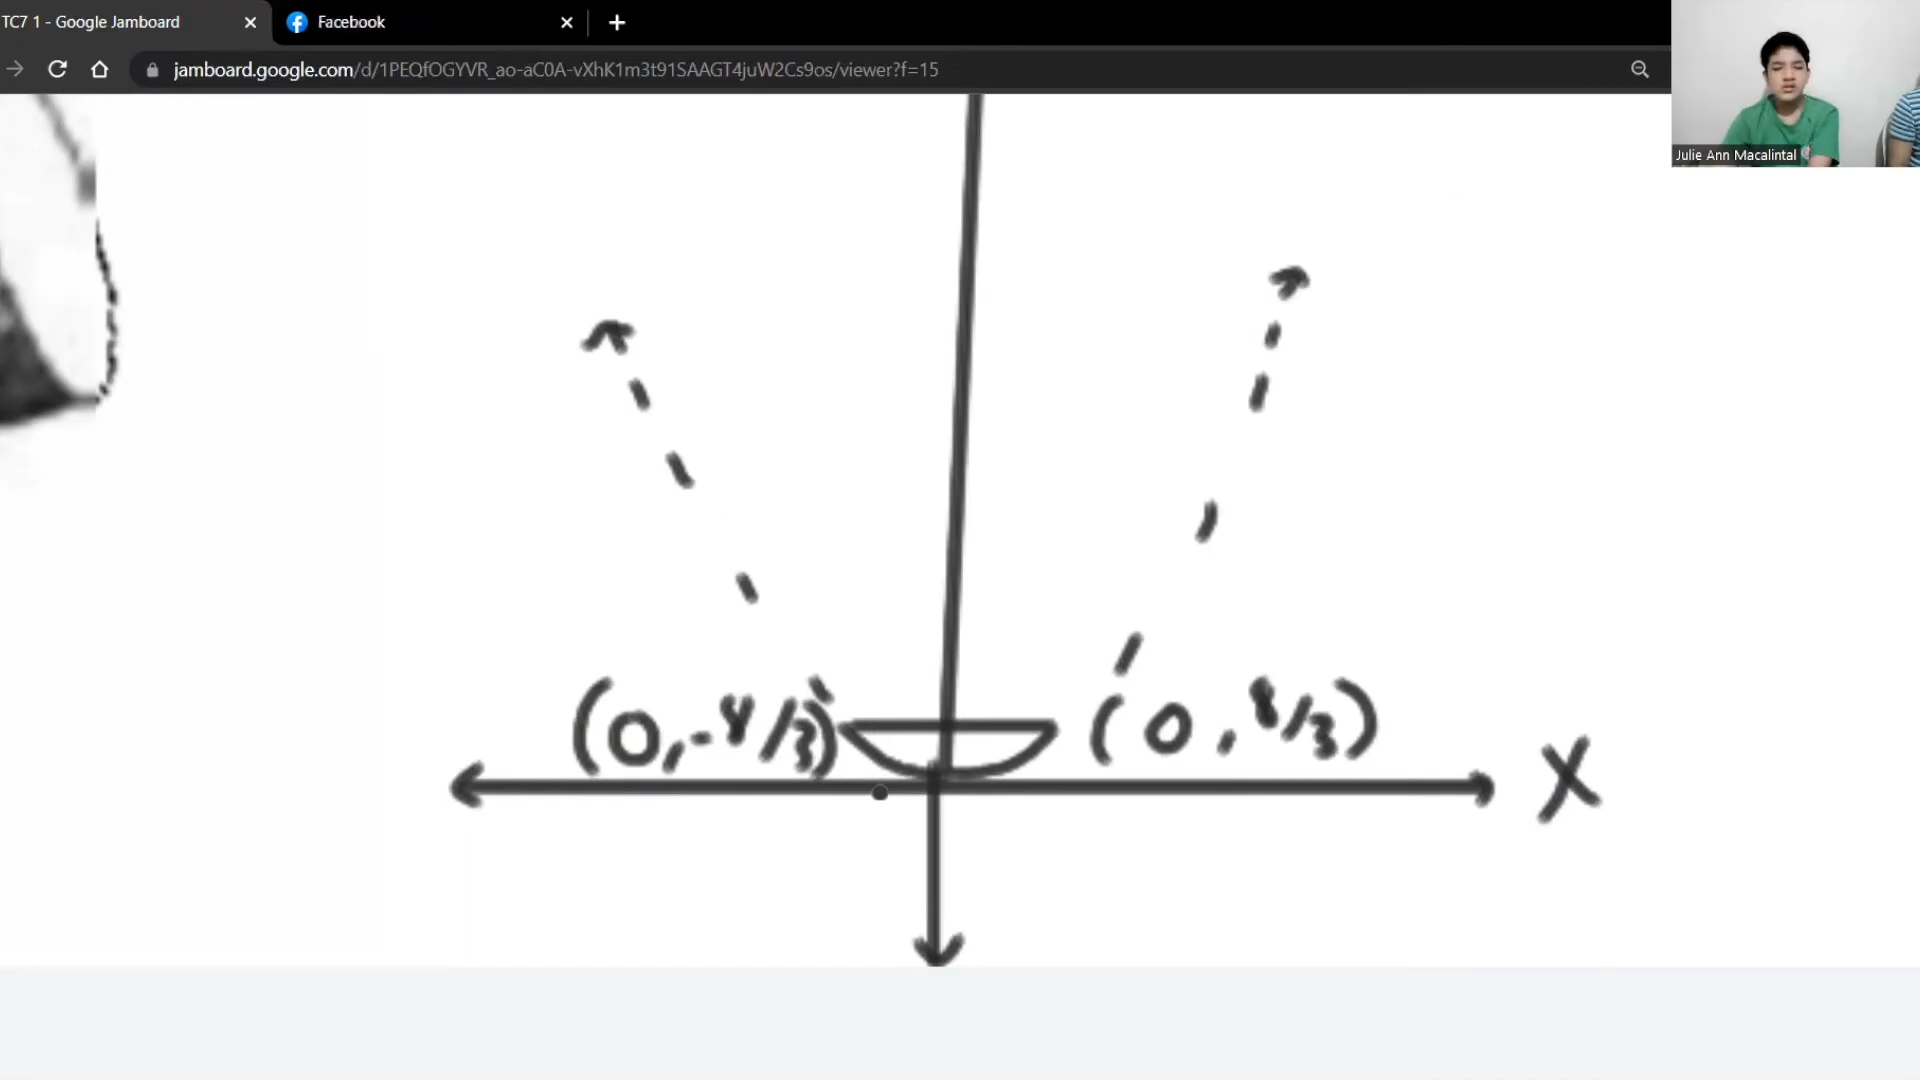 TC7 1 - Google Jamboard
Facebook
jamboard.google.com/d/1PEQfOGYVR_ao-aC0A-vXhK1m3t91SAAGT4juW2Cs9os/viewer?f=15
Julie Ann Macalintal
(0,-8/3) (0,8/3)
X